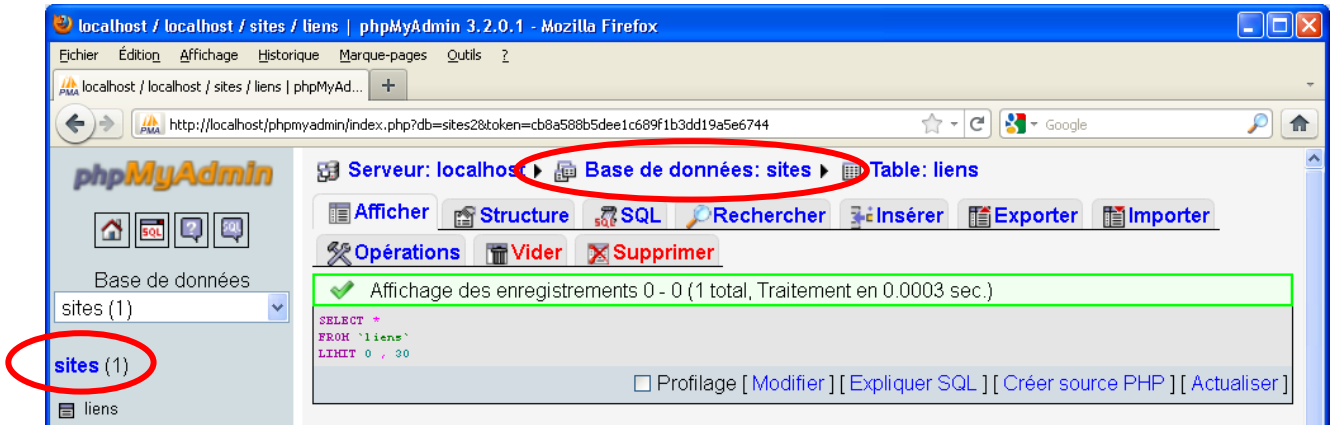 localhost / localhost / sites / liens | phpMyAdmin 3.2.0.1 - Mozilla Firefox
Fichier Édition Affichage Historique Marque-pages Outils ?
PMA localhost / localhost / sites / liens | phpMyAd... +
PMA http://localhost/phpmyadmin/index.php?db=sites2&token=cb8a588b5dee1c689f1b3dd19a5e6744 Google
phpMyAdmin
Serveur: localhost Base de données: sites Table: liens
Afficher Structure SQL Rechercher Insérer Exporter Importer
SQL ? SQL
Opérations Vider Supprimer
Base de données
sites (1)
Affichage des enregistrements 0 - 0 (1 total, Traitement en 0.0003 sec.)
SELECT *
FROM `liens`
LIMIT 0 , 30
sites (1)
Profilage [ Modifier ] [ Expliquer SQL ] [ Créer source PHP ] [ Actualiser ]
liens